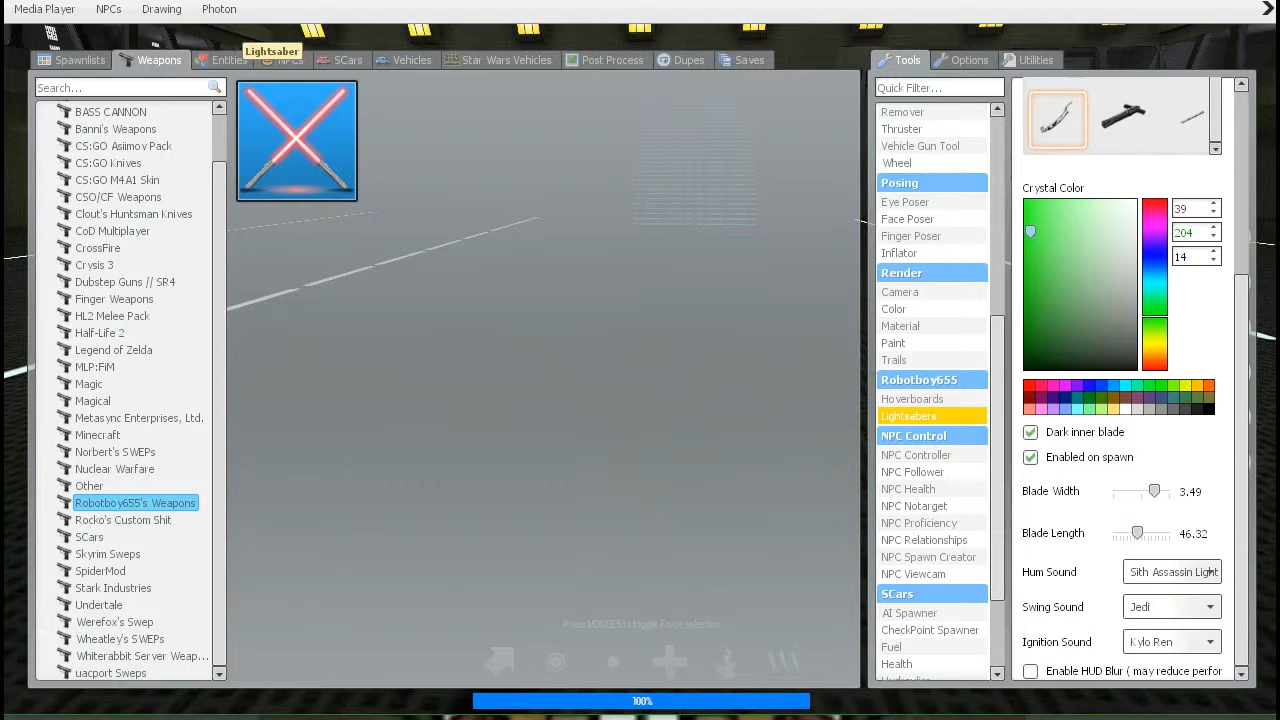 Media Player NPCs Drawing Photon
Lightsaber
Spawnlists Weapons Entities NPCs SCars Vehicles Star Wars Vehicles Post Process Dupes Saves
Search...
BASS CANNON
Banni's Weapons
CS:GO Asiimov Pack
CS:GO Knives
CS:GO M4A1 Skin
CSO/CF Weapons
Clout's Huntsman Knives
CoD Multiplayer
CrossFire
Crysis 3
Dubstep Guns // SR4
Finger Weapons
HL2 Melee Pack
Half-Life 2
Legend of Zelda
MLP:FiM
Magic
Magical
Metasync Enterprises, Ltd.
Minecraft
Norbert's SWEPs
Nuclear Warfare
Other
Robotboy655's Weapons
Rocko's Custom Shit
SCars
Skyrim Sweps
SpiderMod
Stark Industries
Undertale
Werefox's Swep
Wheatley's SWEPs
Whiterabbit Server Weap...
uacport Sweps
Press MOUSE5 to toggle Force selection
100%
Tools Options Utilities
Quick Filter...
Remover
Thruster
Vehicle Gun Tool
Wheel
Posing
Eye Poser
Face Poser
Finger Poser
Inflator
Render
Camera
Color
Material
Paint
Trails
Robotboy655
Hoverboards
Lightsabers
NPC Control
NPC Controller
NPC Follower
NPC Health
NPC Notarget
NPC Proficiency
NPC Relationships
NPC Spawn Creator
NPC Viewcam
SCars
AI Spawner
CheckPoint Spawner
Fuel
Health
Hydraulics
Crystal Color
39
204
14
Dark inner blade
Enabled on spawn
Blade Width 3.49
Blade Length 46.32
Hum Sound Sith Assassin Light
Swing Sound Jedi
Ignition Sound Kylo Ren
Enable HUD Blur ( may reduce perfor